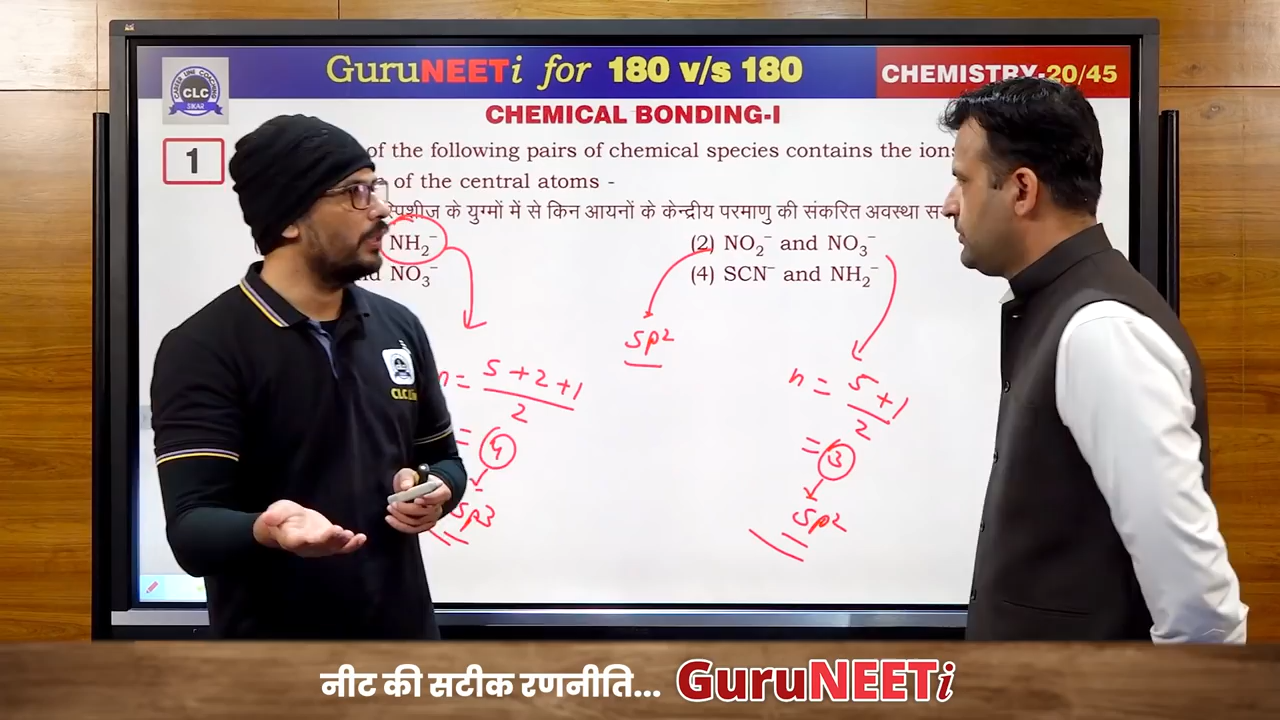 GuruNEETi for 180 v/s 180
CHEMISTRY-20/45
CAREER LINE COACHING
CLC
SIKAR
CHEMICAL BONDING-I
1
of the following pairs of chemical species contains the ions
of the central atoms -
के युग्मों में से किन आयनों के केन्द्रीय परमाणु की संकरित अवस्था
NH₂⁻
(2) NO₂⁻ and NO₃⁻
NO₃⁻
(4) SCN⁻ and NH₂⁻
sp2
n = 5+2+1
2
= 4
sp3
n = 5+1
2
= 3
sp2
CLC
नीट की सटीक रणनीति... GuruNEETi